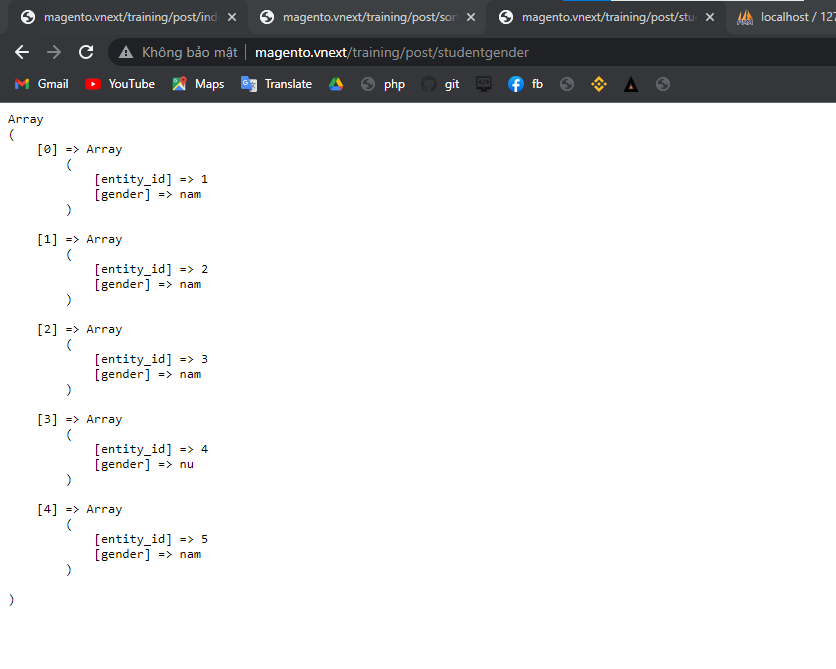 magento.vnext/training/post/ind
magento.vnext/training/post/sor
magento.vnext/training/post/stu
localhost / 127
Không bảo mật
magento.vnext/training/post/studentgender
Gmail
YouTube
Maps
Translate
php
git
fb
Array
(
[0] => Array
(
[entity_id] => 1
[gender] => nam
)
[1] => Array
(
[entity_id] => 2
[gender] => nam
)
[2] => Array
(
[entity_id] => 3
[gender] => nam
)
[3] => Array
(
[entity_id] => 4
[gender] => nu
)
[4] => Array
(
[entity_id] => 5
[gender] => nam
)
)